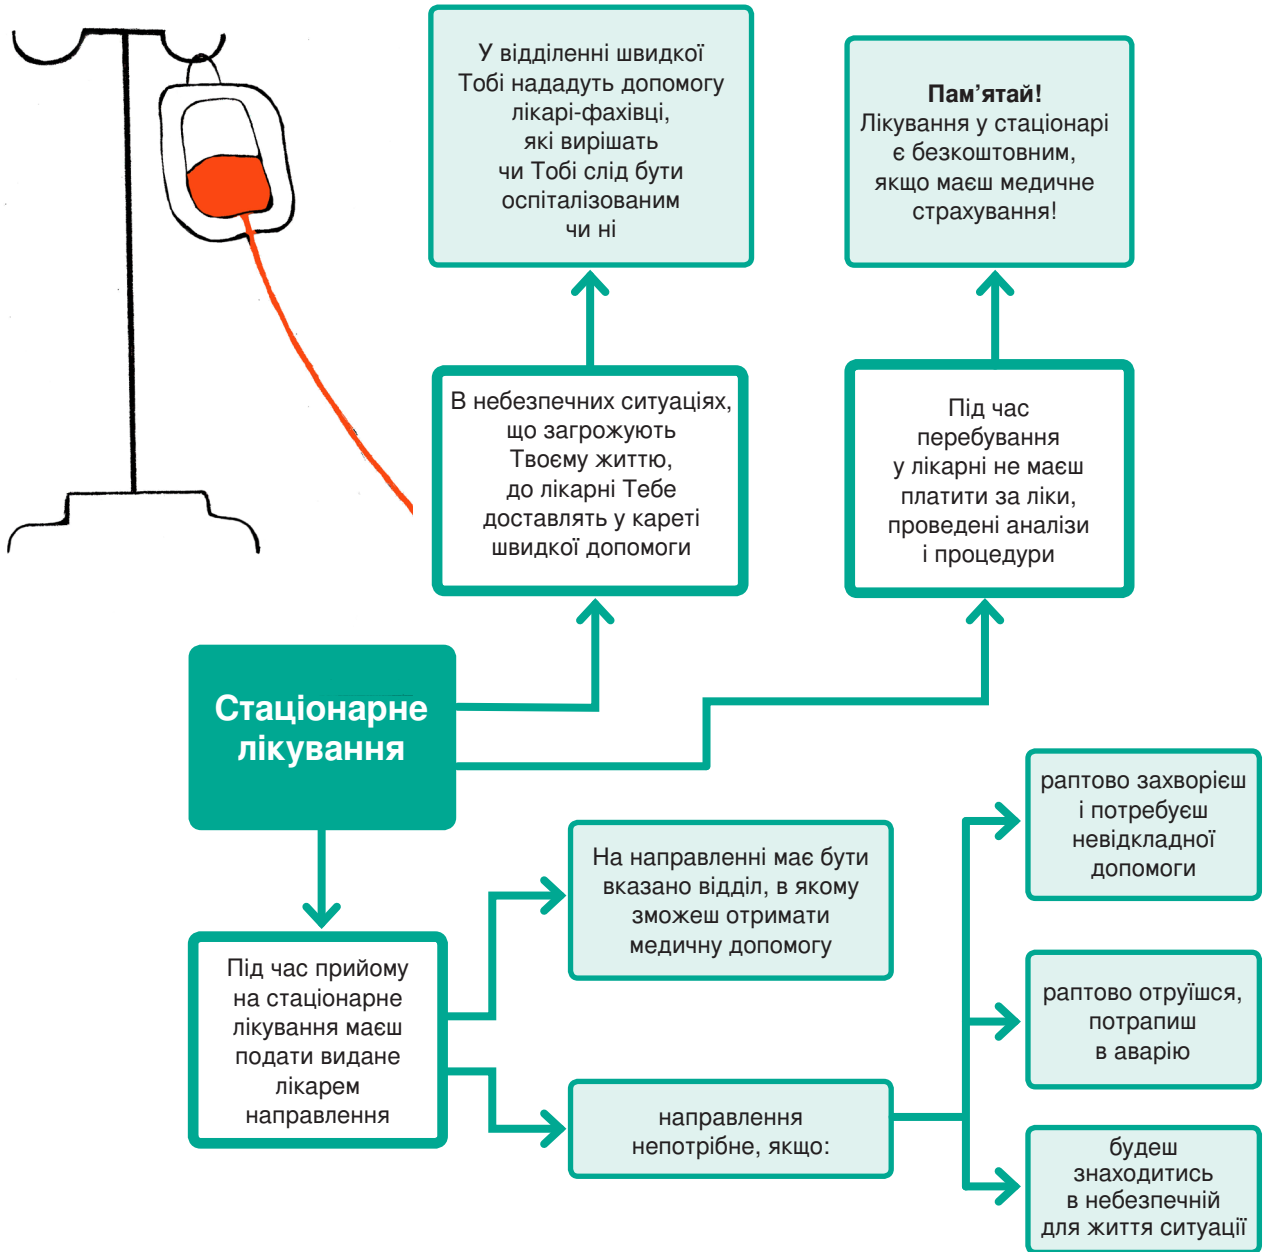 У відділенні швидкої
Тобі нададуть допомогу
лікарі-фахівці,
які вирішать
чи Тобі слід бути
оспіталізованим
чи ні
Пам’ятай!
Лікування у стаціонарі
є безкоштовним,
якщо маєш медичне
страхування!
В небезпечних ситуаціях,
що загрожують
Твоєму життю,
до лікарні Тебе
доставлять у кареті
швидкої допомоги
Під час
перебування
у лікарні не маєш
платити за ліки,
проведені аналізи
і процедури
Стаціонарне
лікування
На направленні має бути
вказано відділ, в якому
зможеш отримати
медичну допомогу
Під час прийому
на стаціонарне
лікування маєш
подати видане
лікарем
направлення
направлення
непотрібне, якщо:
раптово захворієш
і потребуєш
невідкладної
допомоги
раптово отруїшся,
потрапиш
в аварію
будеш
знаходитись
в небезпечній
для життя ситуації